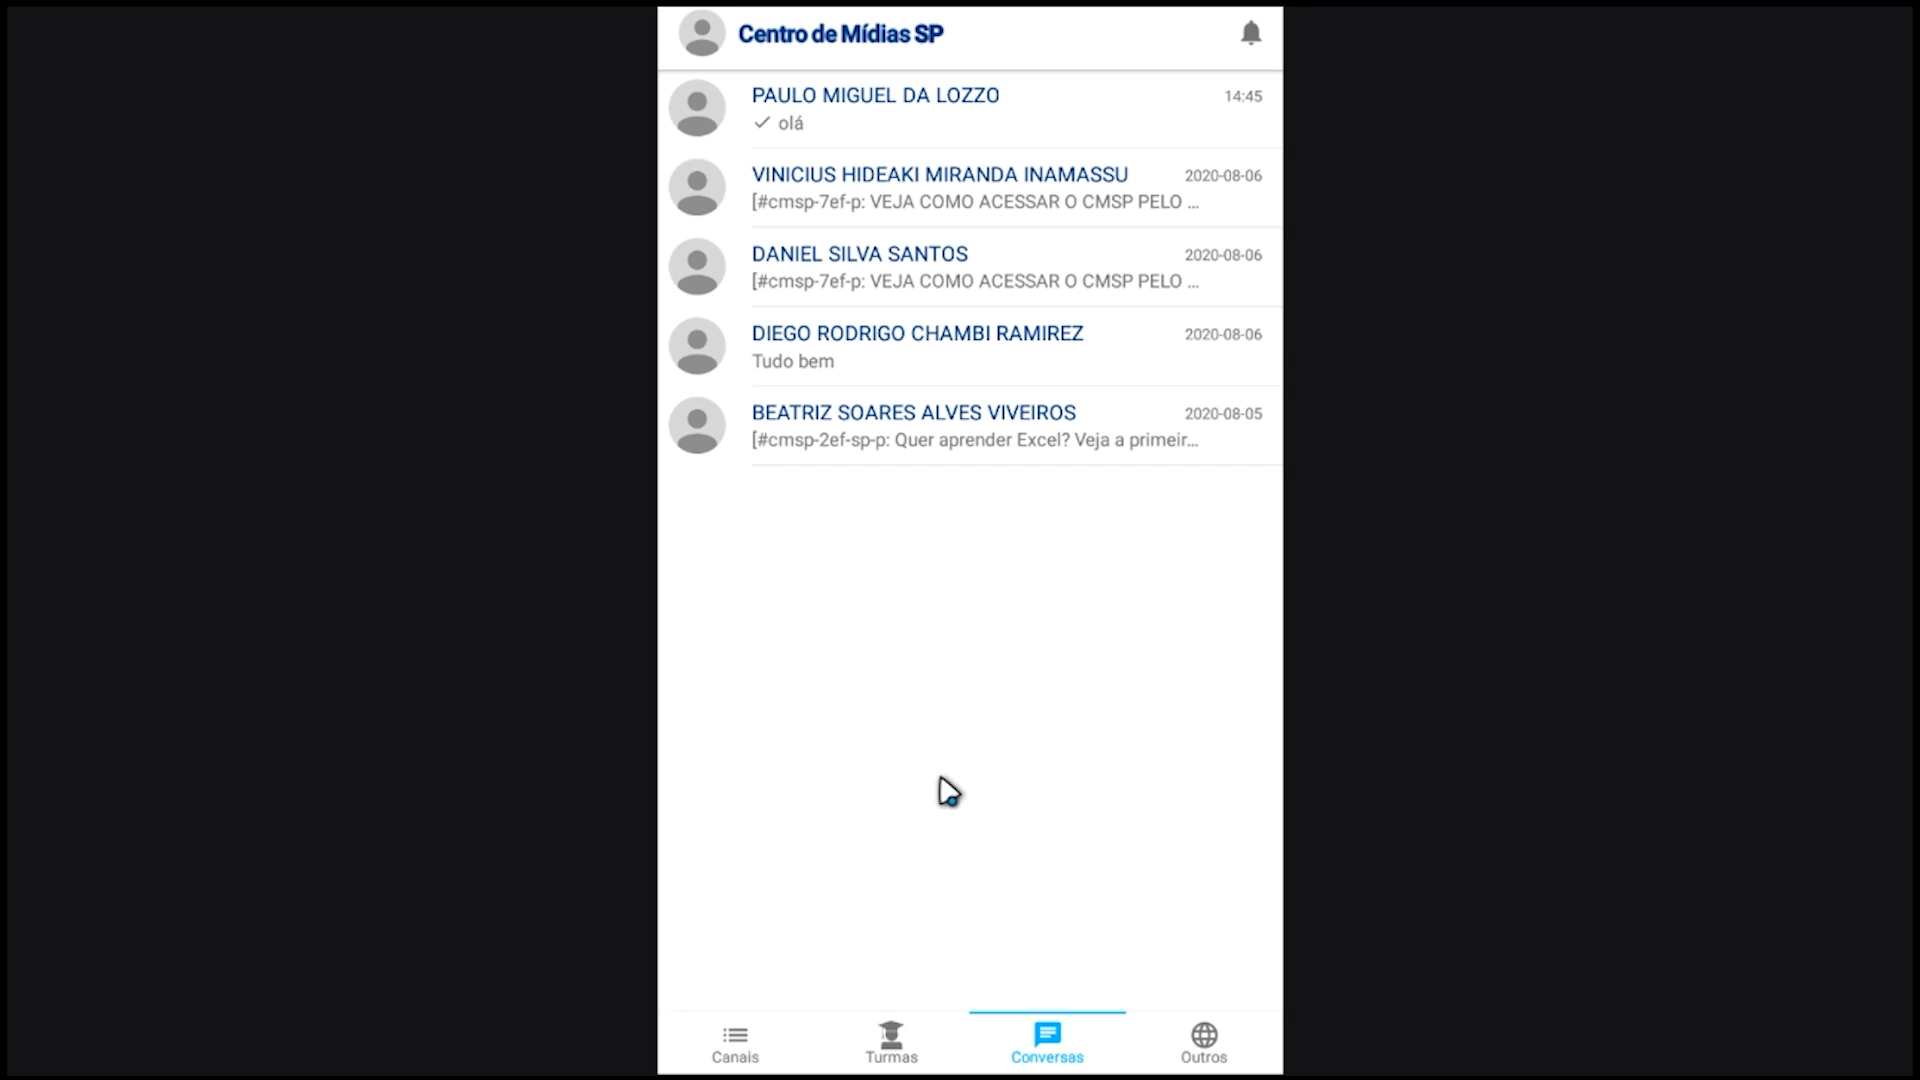 Centro de Mídias SP
PAULO MIGUEL DA LOZZO 14:45
olá
VINICIUS HIDEAKI MIRANDA INAMASSU 2020-08-06
[#cmsp-7ef-p: VEJA COMO ACESSAR O CMSP PELO ...
DANIEL SILVA SANTOS 2020-08-06
[#cmsp-7ef-p: VEJA COMO ACESSAR O CMSP PELO ...
DIEGO RODRIGO CHAMBI RAMIREZ 2020-08-06
Tudo bem
BEATRIZ SOARES ALVES VIVEIROS 2020-08-05
[#cmsp-2ef-sp-p: Quer aprender Excel? Veja a primeir...
Canais Turmas Conversas Outros